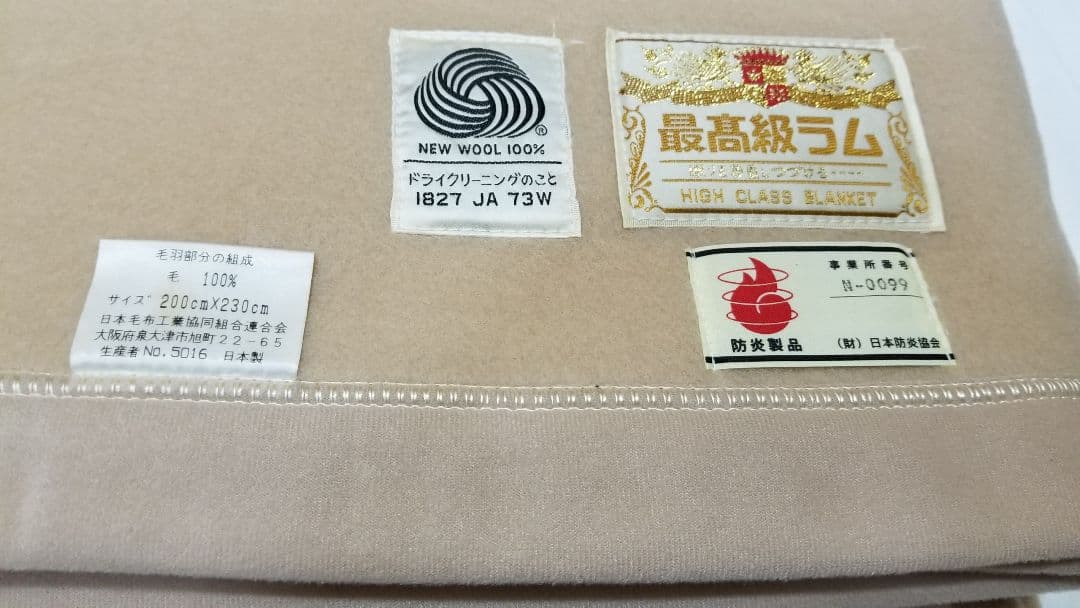 NEW WOOL 100%
ドライクリーニングのこと
1827 JA 73W
最高級ラム
HIGH CLASS BLANKET
毛羽部分の組成
毛 100%
サイズ 200cmX230cm
日本毛布工業協同組合連合会
大阪府泉大津市旭町22-65
生産者No.5016 日本製
事業所番号
N-0099
防炎製品 (財)日本防炎協会